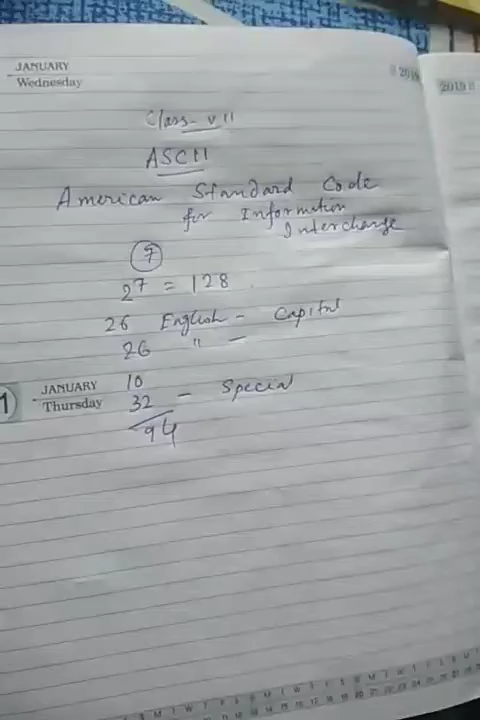 JANUARY
Wednesday
2019
2019
Class - VII
ASCII
American Standard Code
for Information
Interchange
7
2⁷ = 128
26 English - Capital
26 " -
JANUARY
Thursday
10
32 - Special
94